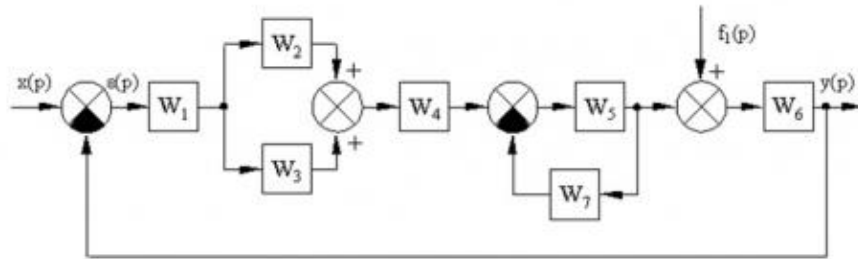 x(p)
ε(p)
W1
W2
W3
+
+
W4
W5
W7
f1(p)
+
W6
y(p)